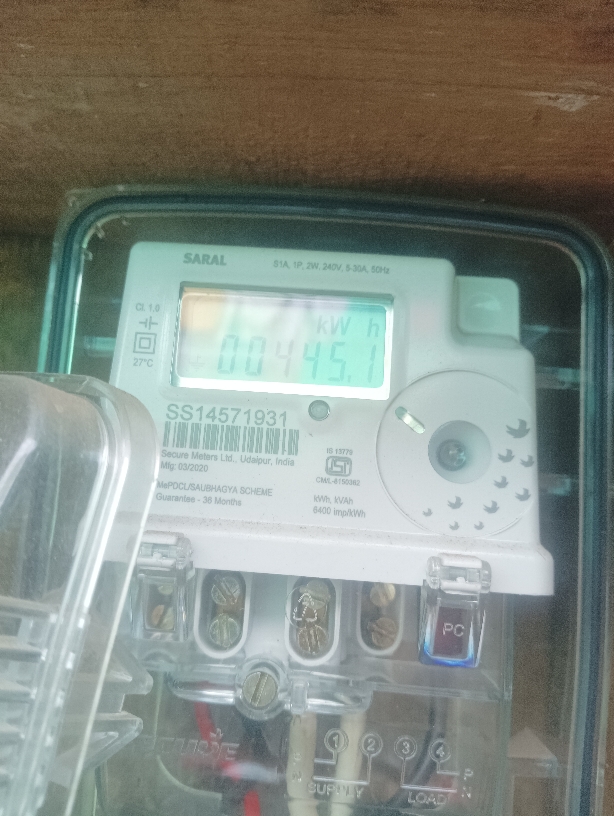 SARAL
S1A, 1P, 2W, 240V, 5-30A, 50Hz
Cl. 1.0
27°C
kW h
00445.1
SS14571931
Secure Meters Ltd., Udaipur, India
Mfg: 03/2020
IS 13779
MePDCL/SAUBHAGYA SCHEME
Guarantee - 36 Months
kWh, kVAh
6400 imp/kWh
PC
1 2 3 4
P
N
SUPPLY
LOAD